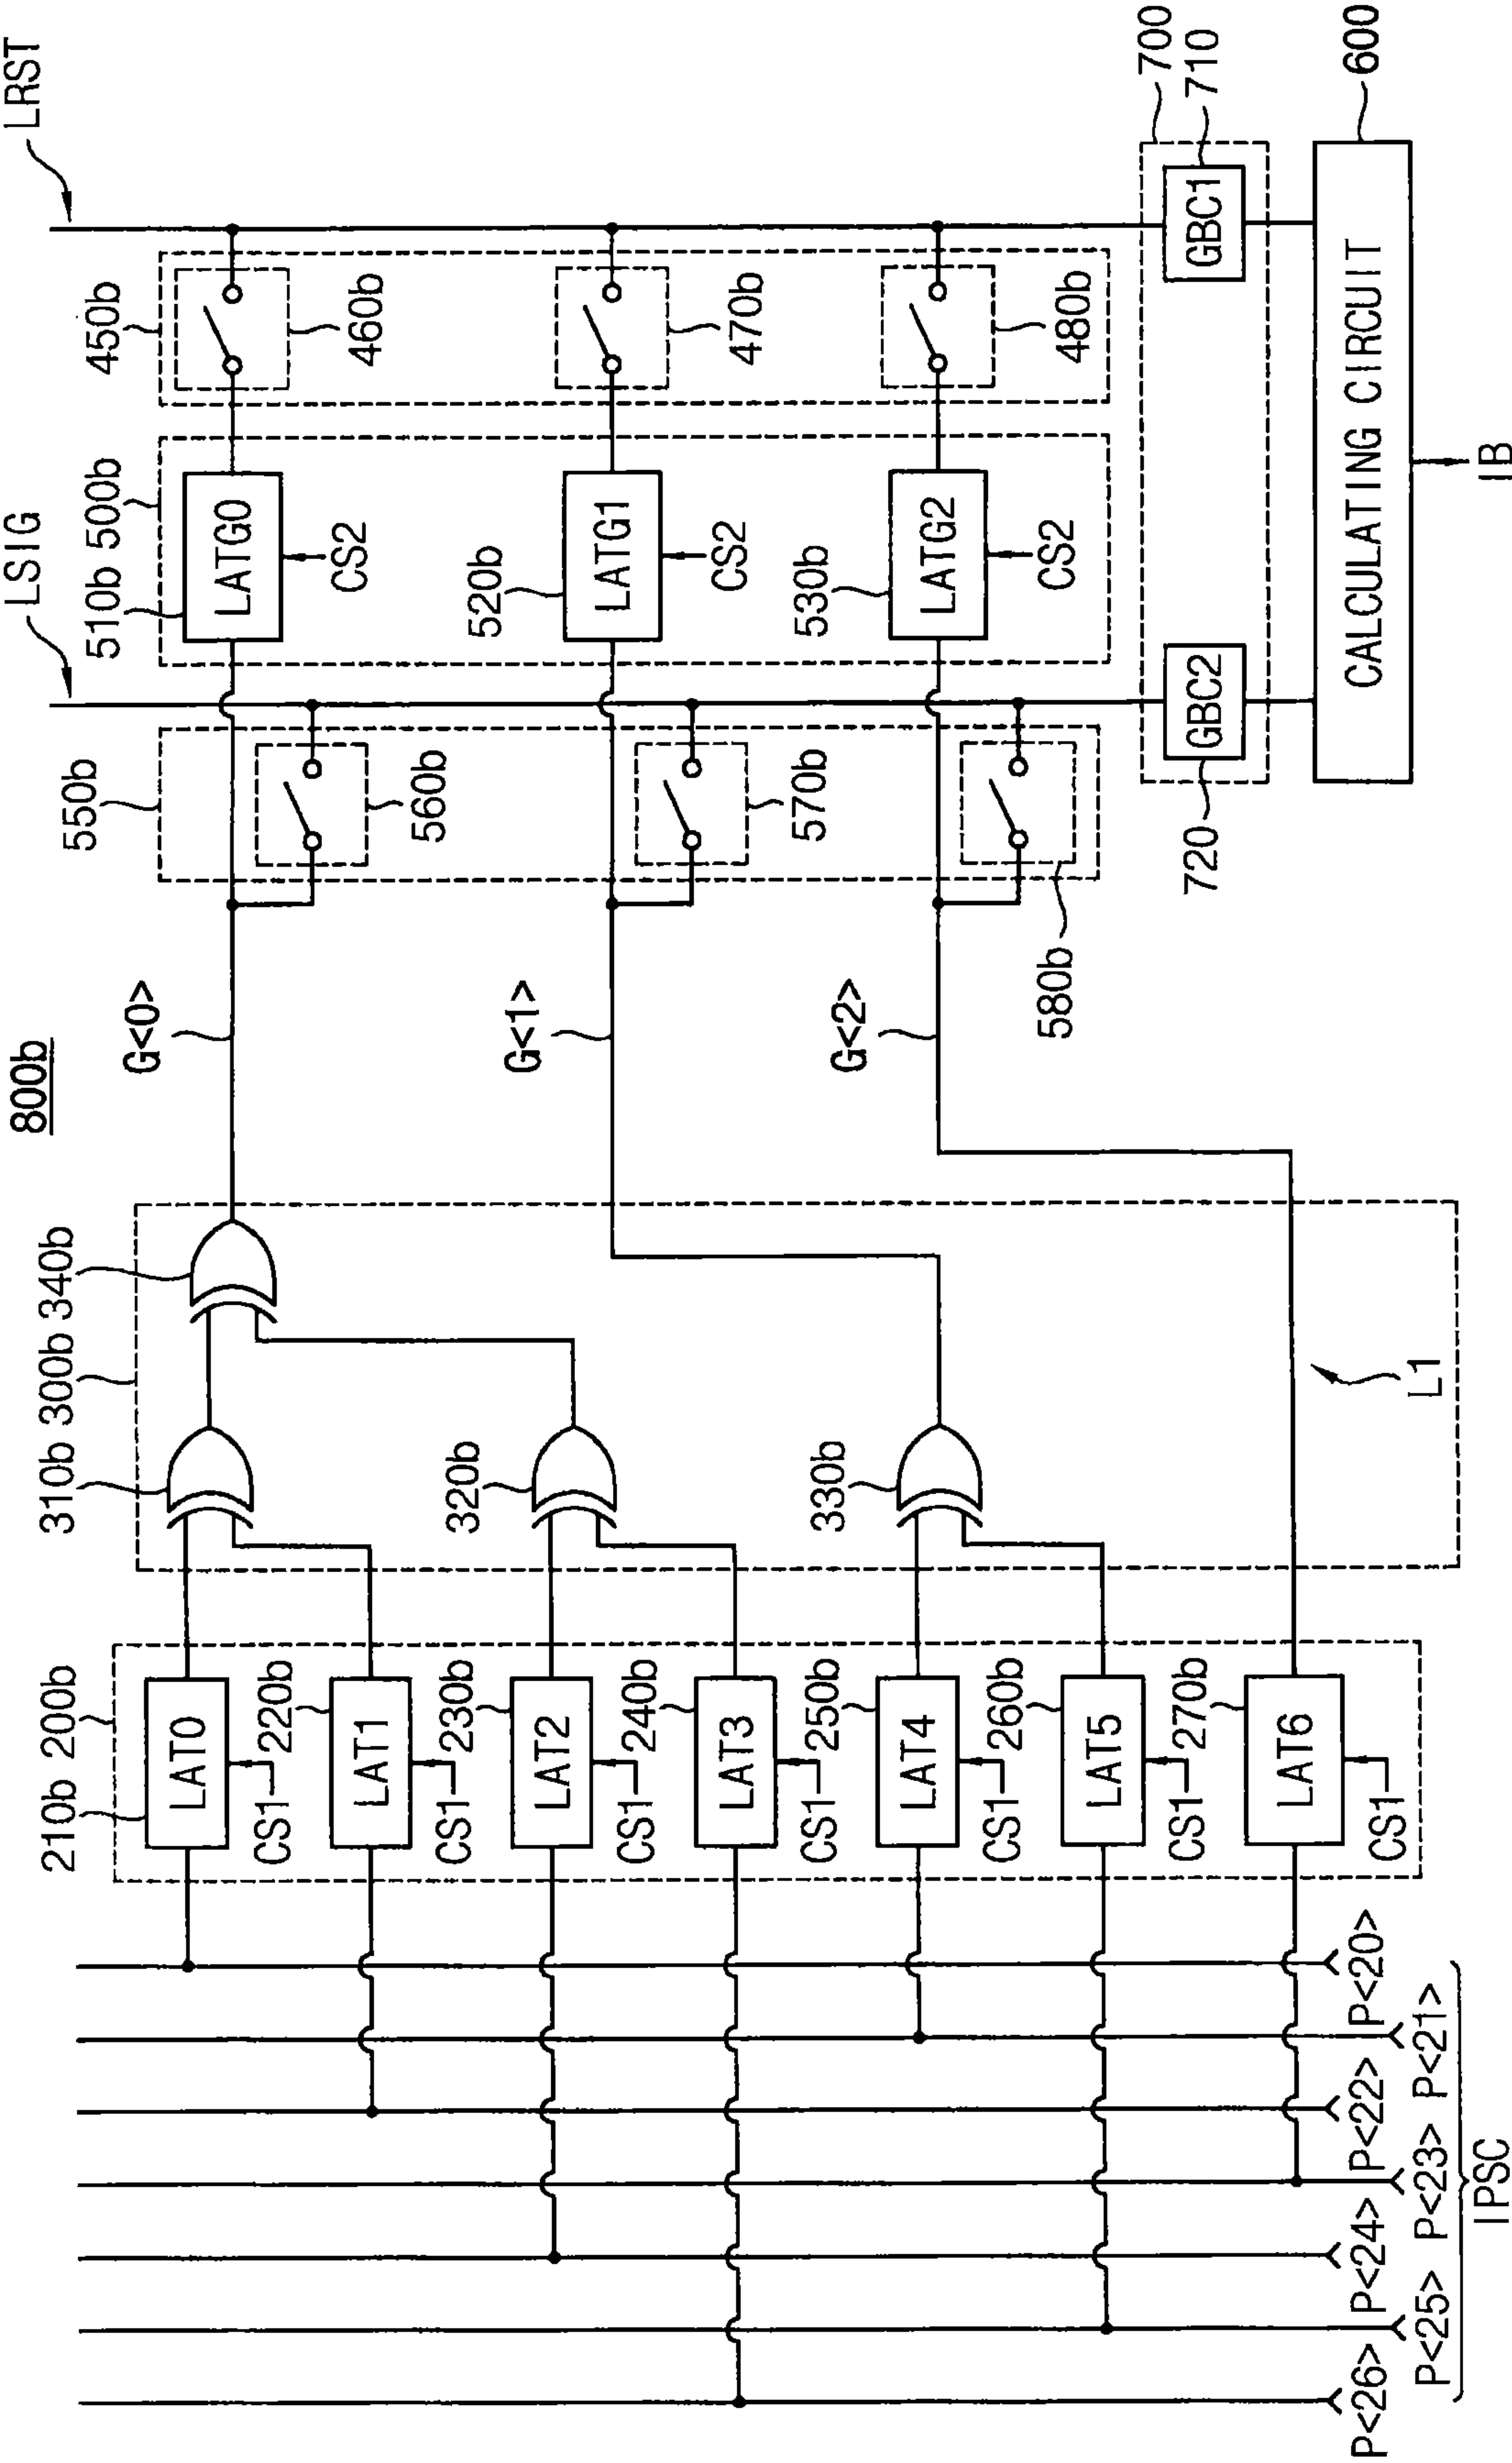 800b
LSIG
LRST
210b 200b
310b 300b 340b
550b
510b 500b
450b
LAT0
CS1
G<0>
560b
LATG0
CS2
460b
220b
LAT1
CS1
230b
LAT2
CS1
320b
G<1>
570b
520b
LATG1
CS2
470b
240b
LAT3
CS1
250b
LAT4
CS1
330b
G<2>
580b
530b
LATG2
CS2
480b
260b
LAT5
CS1
270b
LAT6
CS1
L1
720
GBC2
GBC1
700
710
CALCULATING CIRCUIT
600
IB
P<26>
P<25>
P<24>
P<23>
P<22>
P<21>
P<20>
IPSC